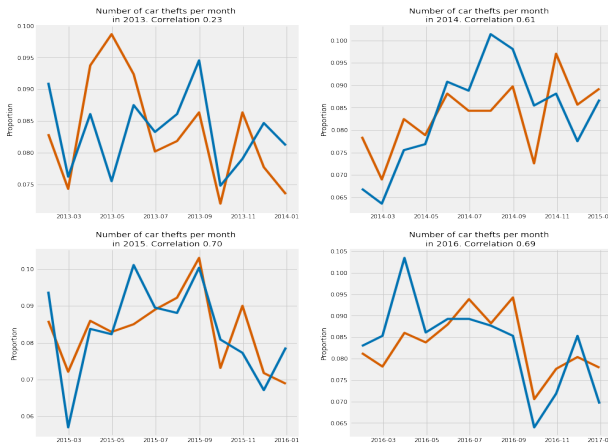 Number of car thefts per month
in 2013. Correlation 0.23
Proportion
0.100
0.095
0.090
0.085
0.080
0.075
2013-03 2013-05 2013-07 2013-09 2013-11 2014-01
Number of car thefts per month
in 2014. Correlation 0.61
Proportion
0.100
0.095
0.090
0.085
0.080
0.075
0.070
0.065
2014-03 2014-05 2014-07 2014-09 2014-11 2015-0
Number of car thefts per month
in 2015. Correlation 0.70
Proportion
0.10
0.09
0.08
0.07
0.06
2015-03 2015-05 2015-07 2015-09 2015-11 2016-01
Number of car thefts per month
in 2016. Correlation 0.69
Proportion
0.105
0.100
0.095
0.090
0.085
0.080
0.075
0.070
0.065
2016-03 2016-05 2016-07 2016-09 2016-11 2017-0